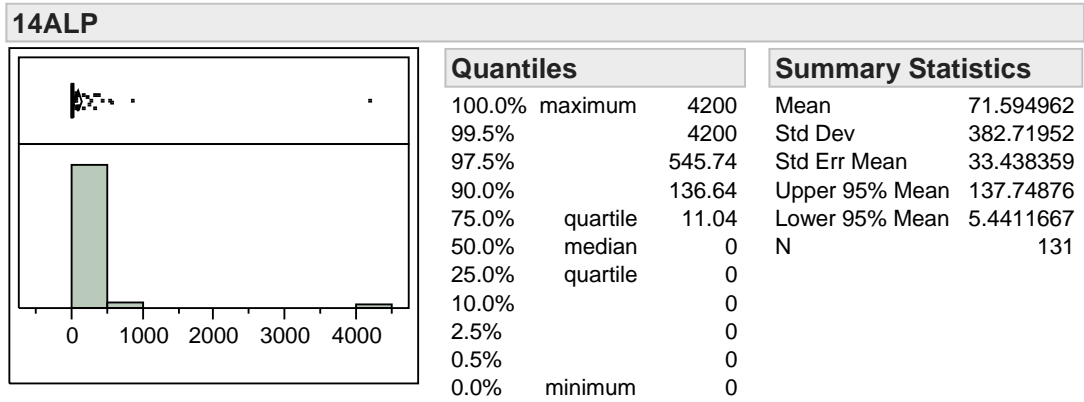 14ALP
0 1000 2000 3000 4000
Quantiles
100.0% maximum 4200
99.5% 4200
97.5% 545.74
90.0% 136.64
75.0% quartile 11.04
50.0% median 0
25.0% quartile 0
10.0% 0
2.5% 0
0.5% 0
0.0% minimum 0
Summary Statistics
Mean 71.594962
Std Dev 382.71952
Std Err Mean 33.438359
Upper 95% Mean 137.74876
Lower 95% Mean 5.4411667
N 131